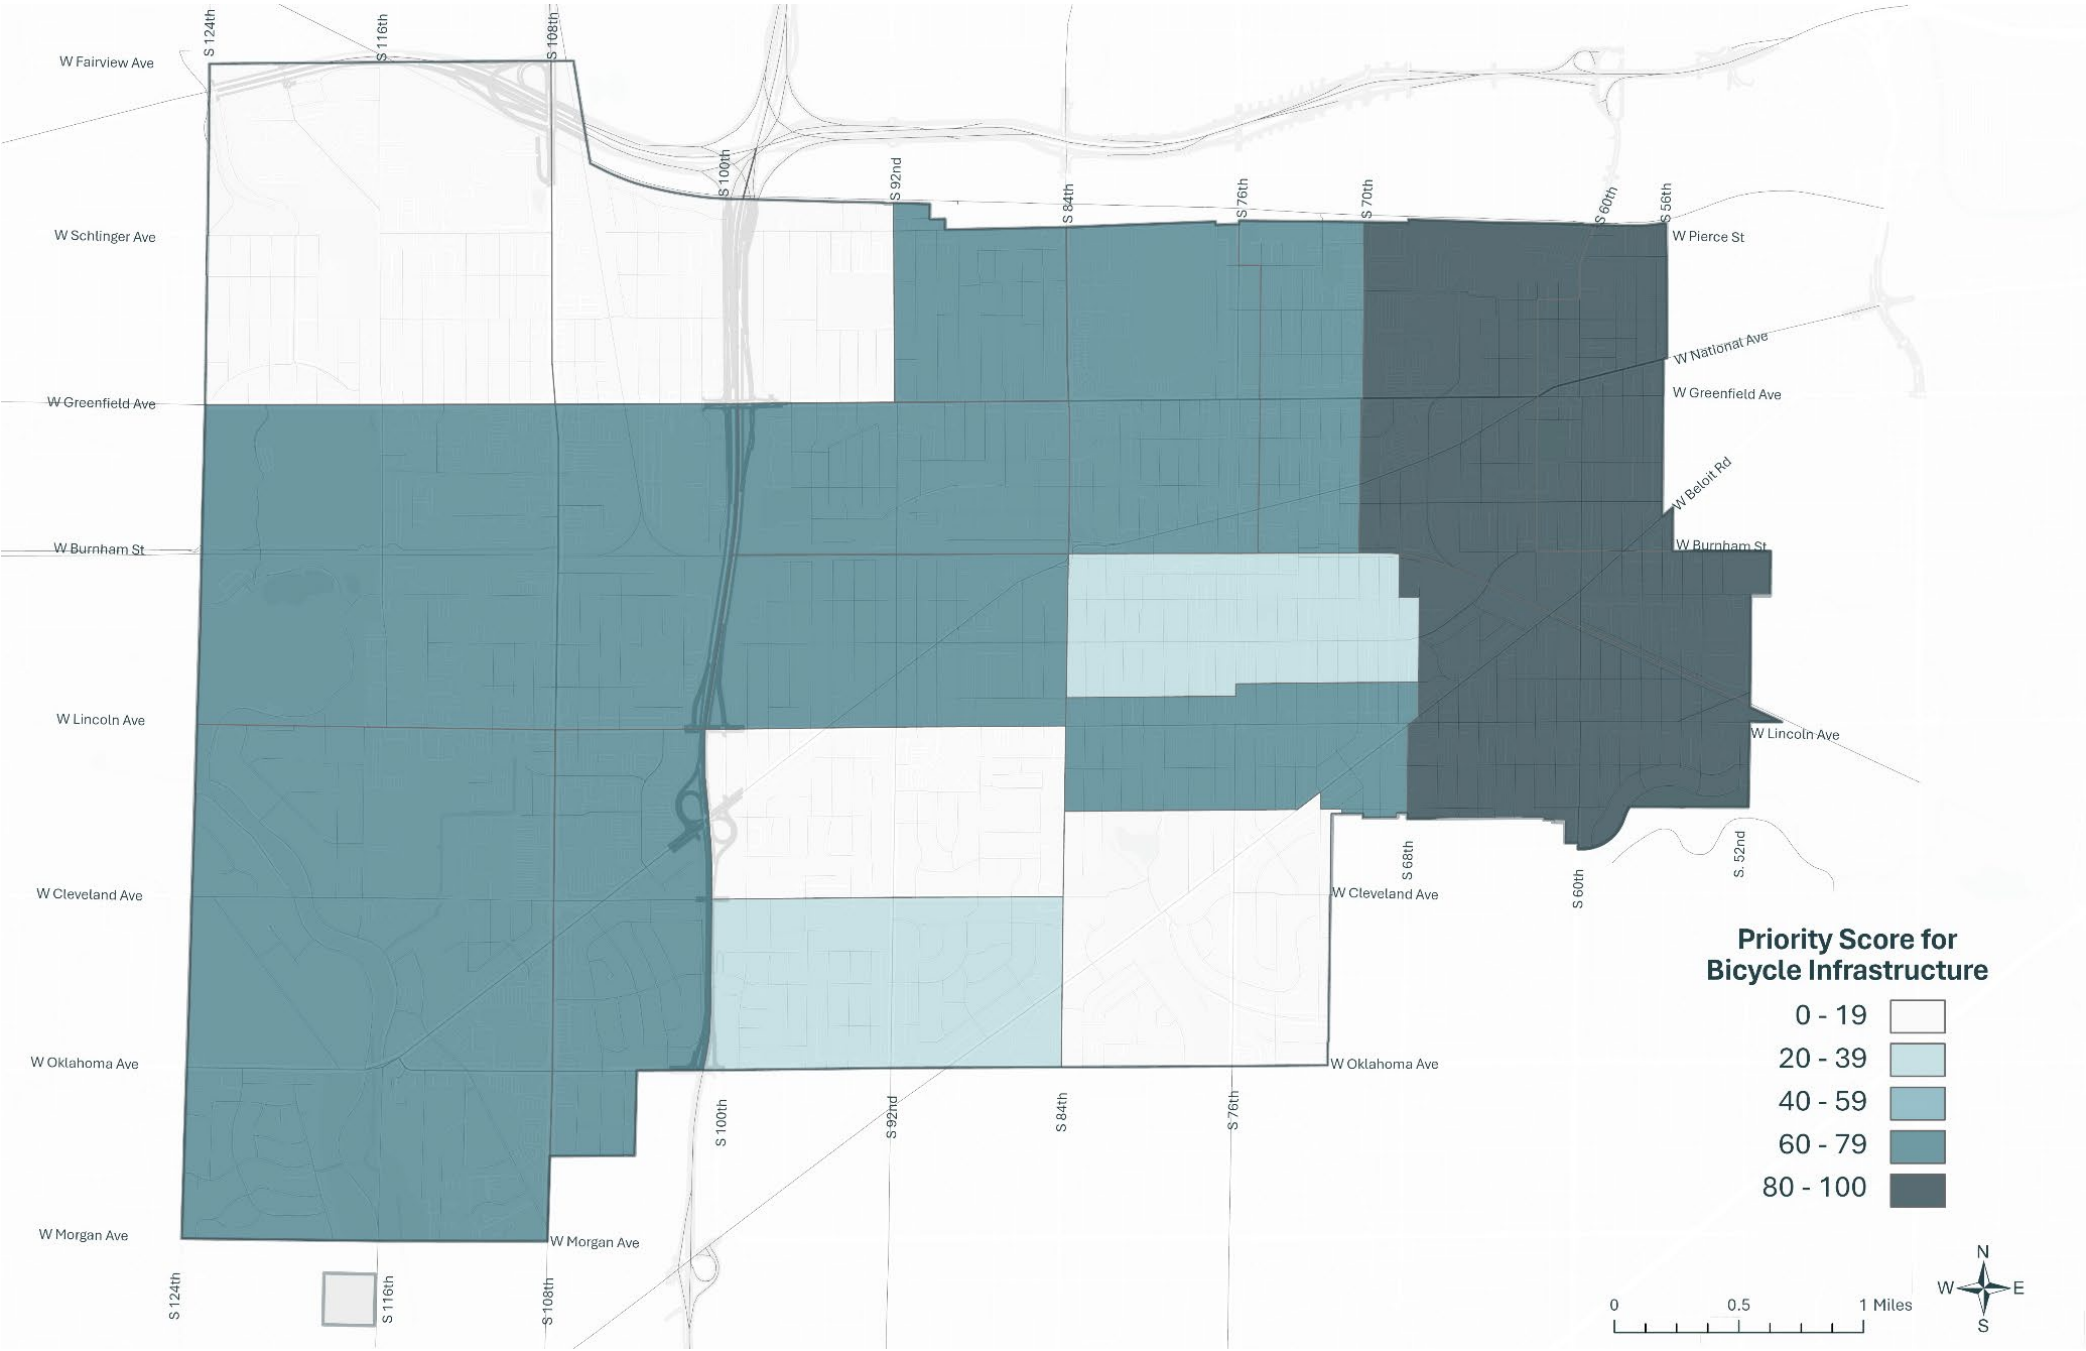 S 124th
S 116th
S 108th
W Fairview Ave
S 100th
S 92nd
S 84th
S 76th
S 70th
S 60th
S 56th
W Schlinger Ave
W Pierce St
W National Ave
W Greenfield Ave
W Greenfield Ave
W Beloit Rd
W Burnham St
W Burnham St
W Lincoln Ave
W Lincoln Ave
S 68th
S 60th
S. 52nd
W Cleveland Ave
W Cleveland Ave
Priority Score for
Bicycle Infrastructure
0 - 19
20 - 39
40 - 59
60 - 79
80 - 100
W Oklahoma Ave
W Oklahoma Ave
S 100th
S 92nd
S 84th
S 76th
W Morgan Ave
W Morgan Ave
S 124th
S 116th
S 108th
N
W E
S
0 0.5 1 Miles